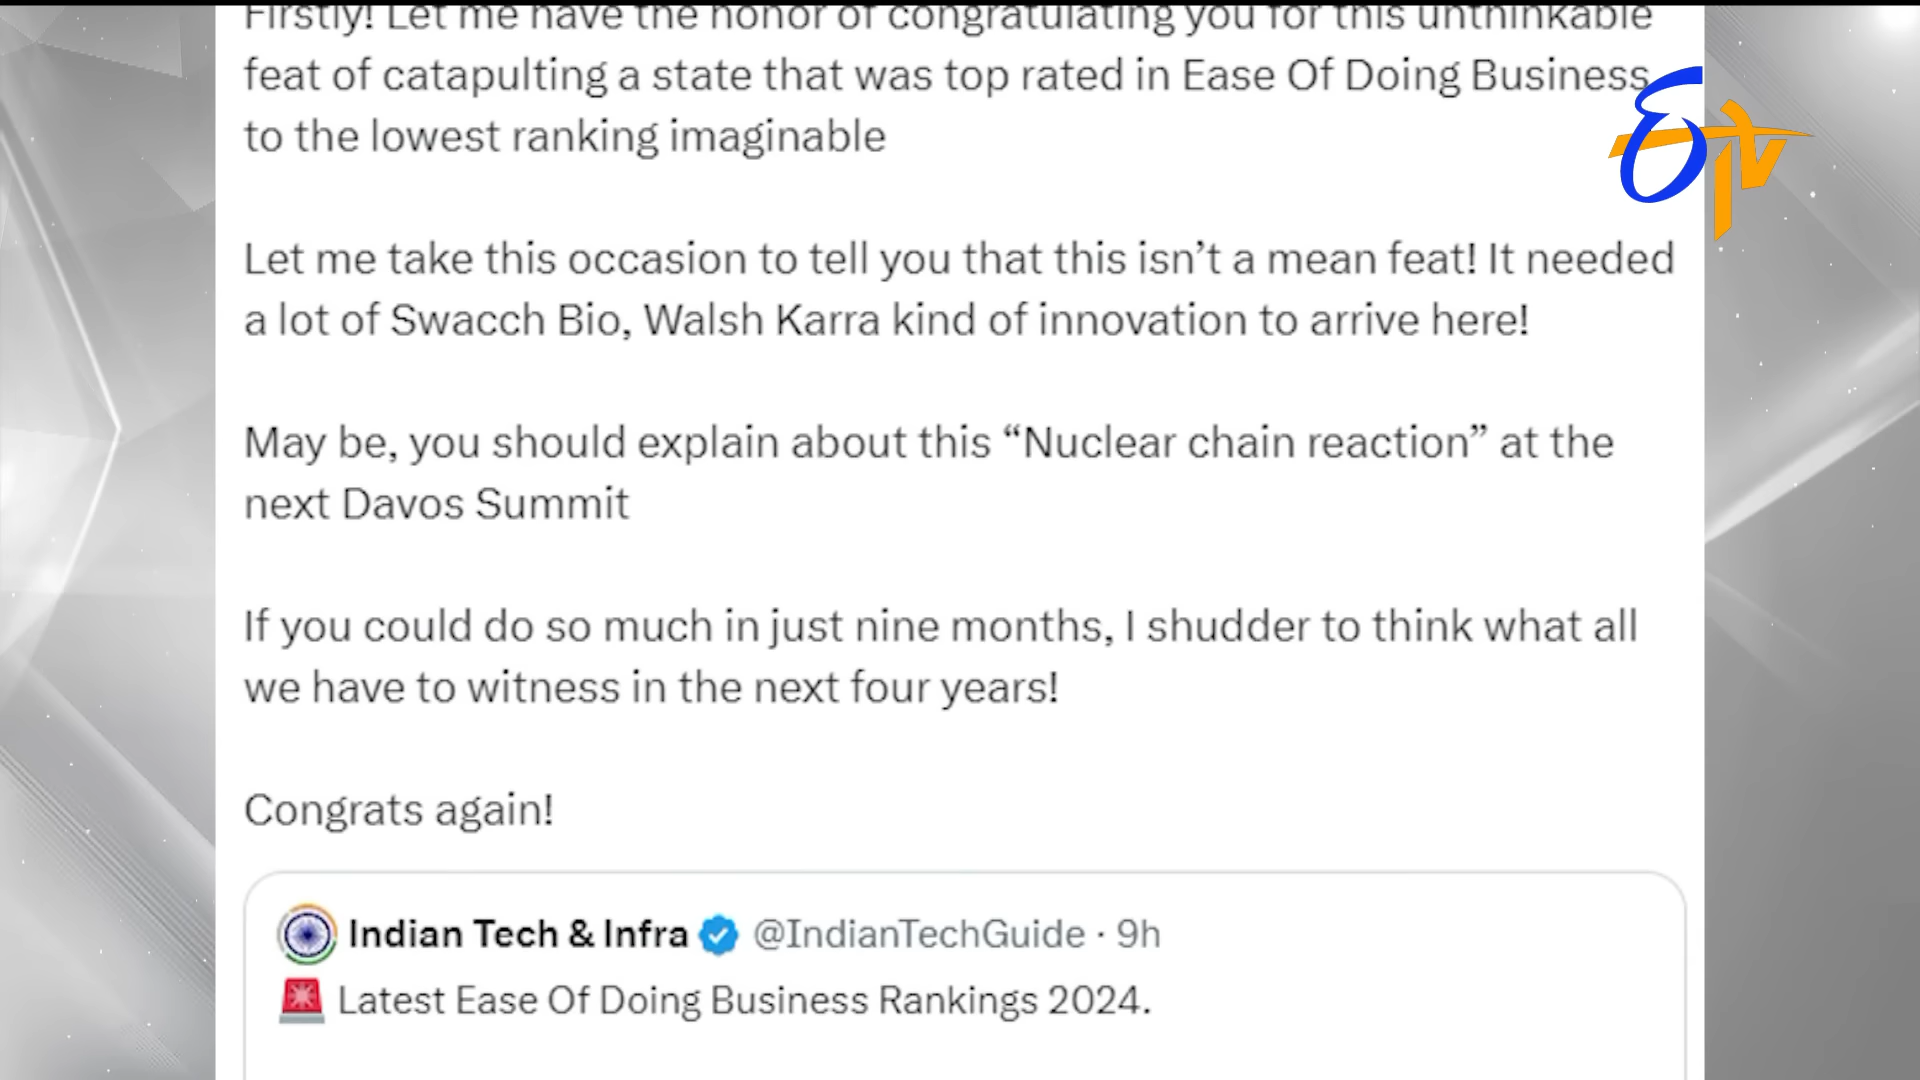 Firstly! Let me have the honor of congratulating you for this unthinkable
feat of catapulting a state that was top rated in Ease Of Doing Business
to the lowest ranking imaginable
ETV
Let me take this occasion to tell you that this isn’t a mean feat! It needed
a lot of Swacch Bio, Walsh Karra kind of innovation to arrive here!
May be, you should explain about this “Nuclear chain reaction” at the
next Davos Summit
If you could do so much in just nine months, I shudder to think what all
we have to witness in the next four years!
Congrats again!
Indian Tech & Infra @IndianTechGuide · 9h
🚨 Latest Ease Of Doing Business Rankings 2024.